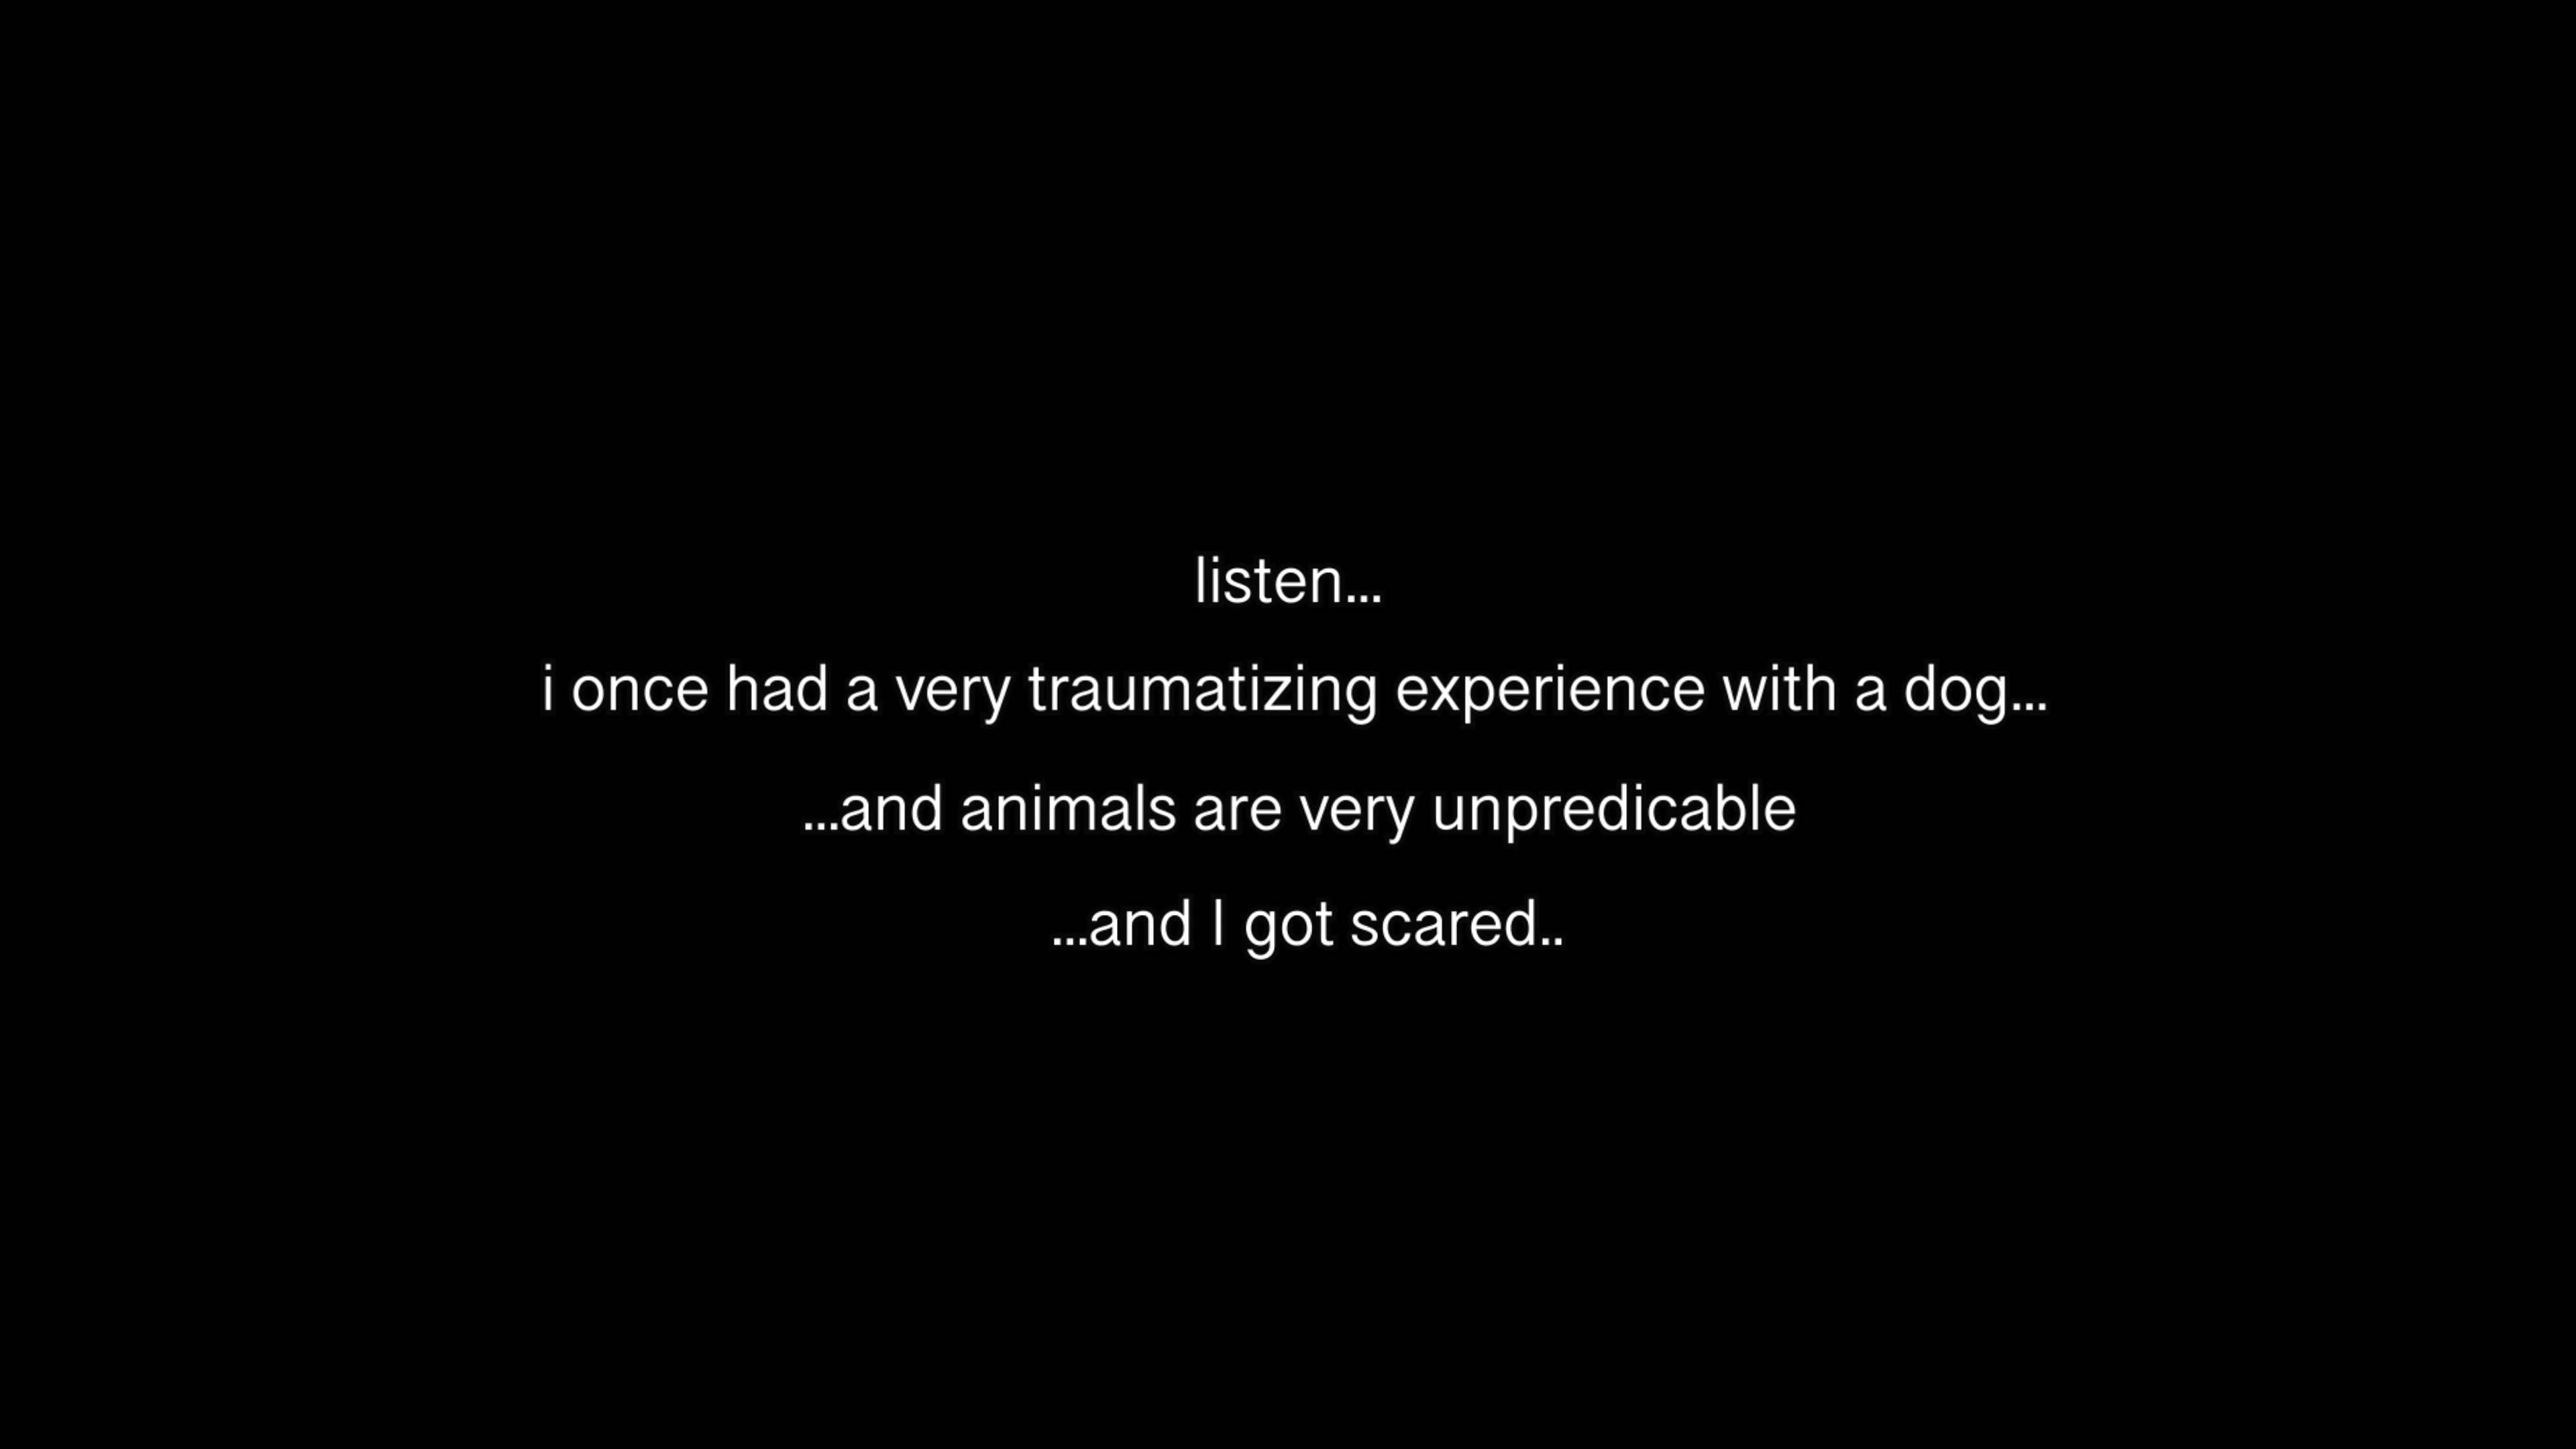 listen...
i once had a very traumatizing experience with a dog...
...and animals are very unpredicable
...and I got scared..